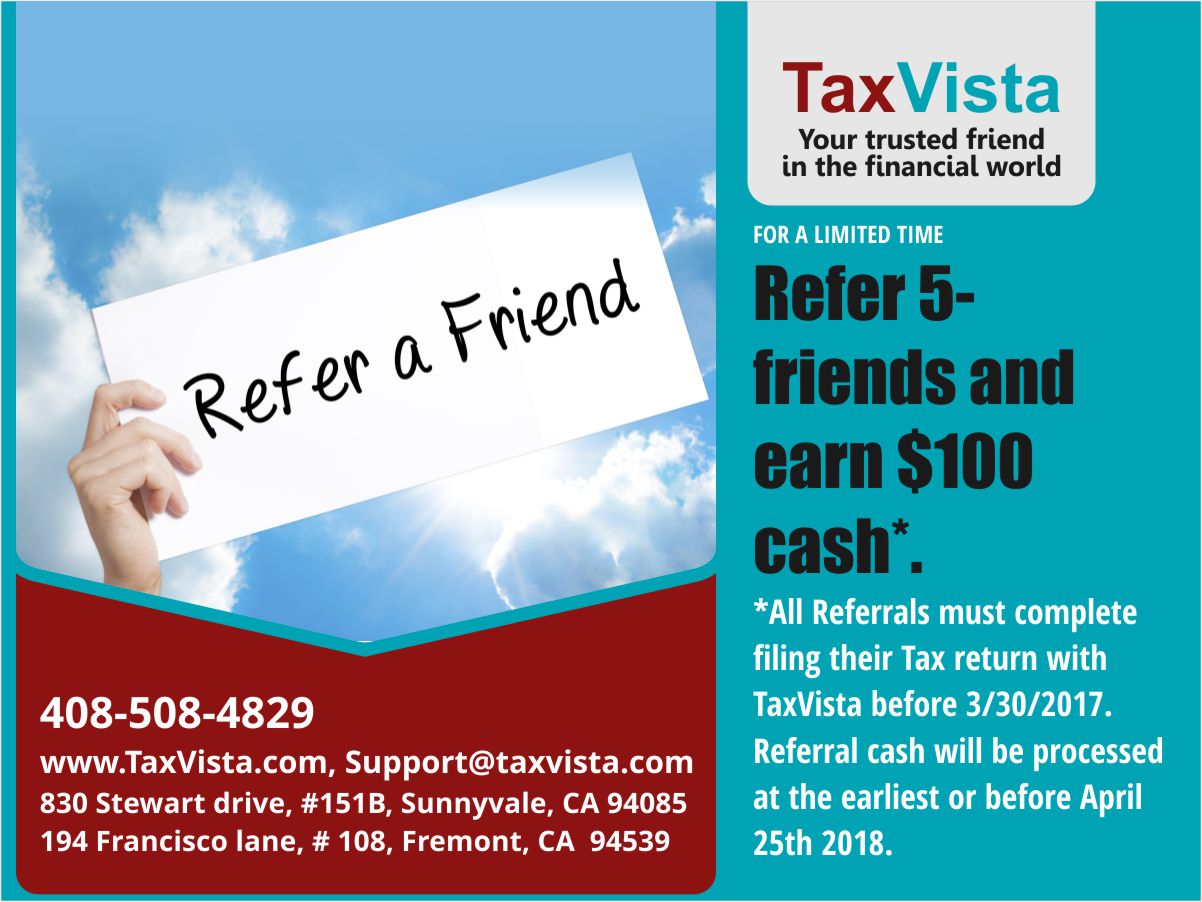 Refer a Friend
408-508-4829
www.TaxVista.com, Support@taxvista.com
830 Stewart drive, #151B, Sunnyvale, CA 94085
194 Francisco lane, # 108, Fremont, CA  94539
TaxVista
Your trusted friend
in the financial world
FOR A LIMITED TIME
Refer 5-
friends and
earn $100
cash*.
*All Referrals must complete
filing their Tax return with
TaxVista before 3/30/2017.
Referral cash will be processed
at the earliest or before April
25th 2018.